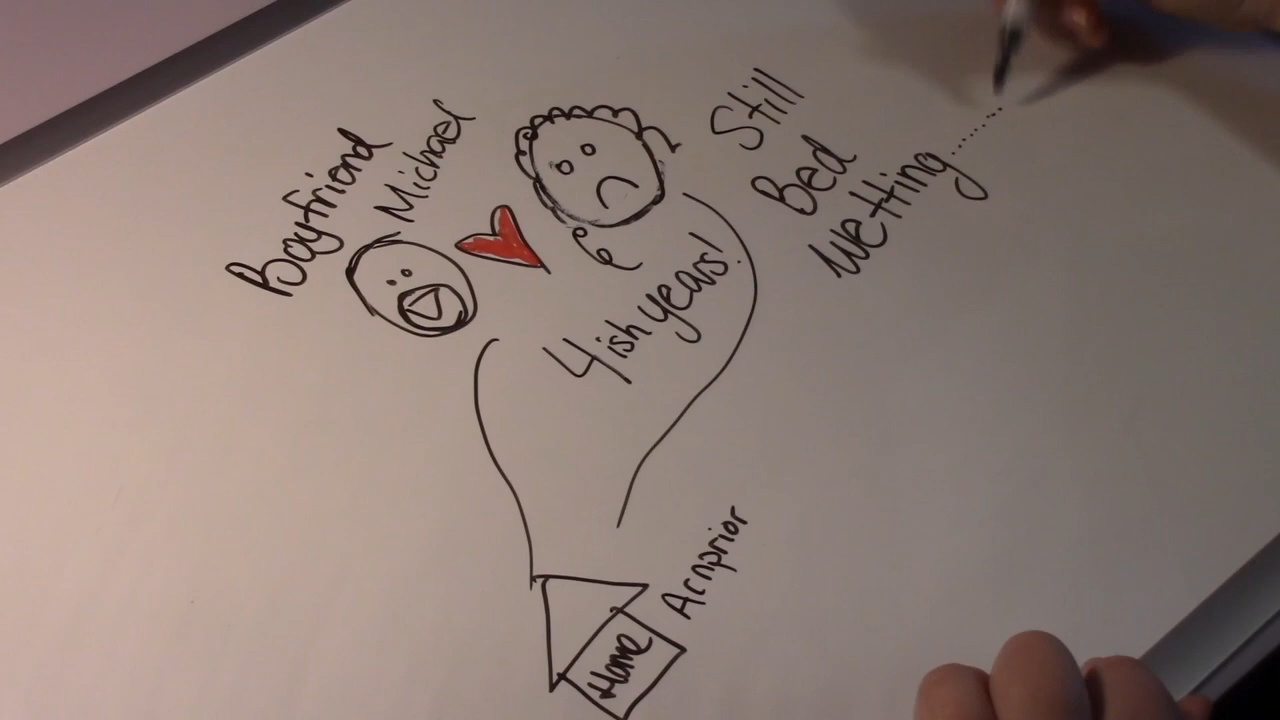 Boyfriend
Michael
Still
Bed
Wetting........
4ish years!
Home
Arnprior